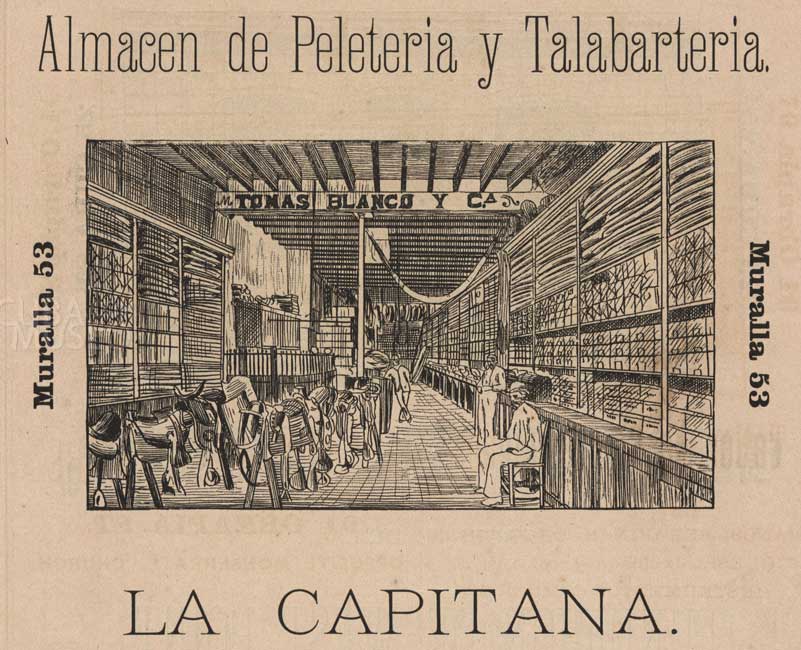 Almacen de Peleteria y Talabarteria.
TOMAS BLANCO Y Cᴬ
Muralla 53
Muralla 53
LA CAPITANA.